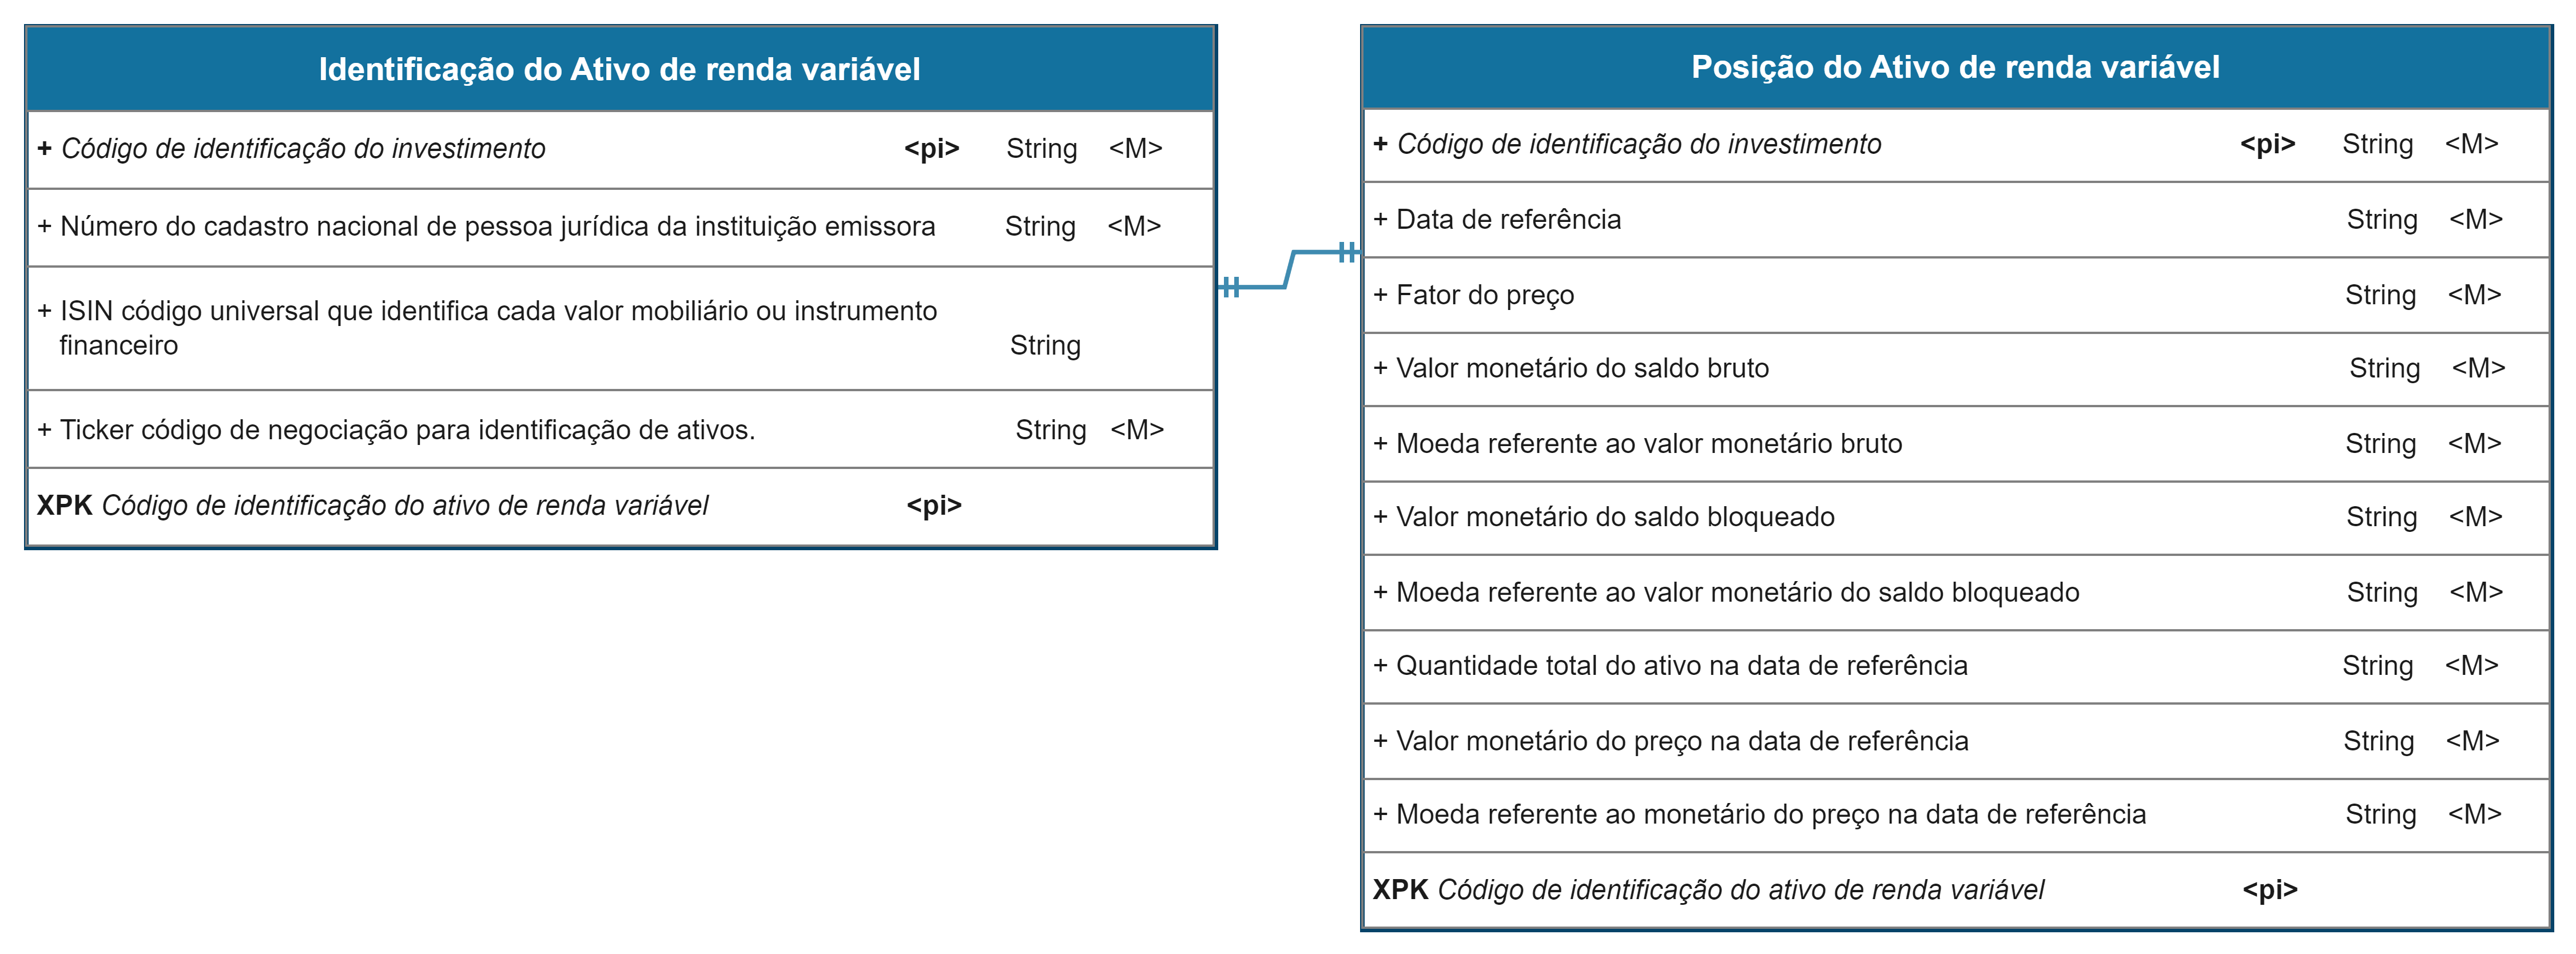 Identificação do Ativo de renda variável
+ Código de identificação do investimento <pi> String <M>
+ Número do cadastro nacional de pessoa jurídica da instituição emissora String <M>
+ ISIN código universal que identifica cada valor mobiliário ou instrumento
financeiro String
+ Ticker código de negociação para identificação de ativos. String <M>
XPK Código de identificação do ativo de renda variável <pi>
Posição do Ativo de renda variável
+ Código de identificação do investimento <pi> String <M>
+ Data de referência String <M>
+ Fator do preço String <M>
+ Valor monetário do saldo bruto String <M>
+ Moeda referente ao valor monetário bruto String <M>
+ Valor monetário do saldo bloqueado String <M>
+ Moeda referente ao valor monetário do saldo bloqueado String <M>
+ Quantidade total do ativo na data de referência String <M>
+ Valor monetário do preço na data de referência String <M>
+ Moeda referente ao monetário do preço na data de referência String <M>
XPK Código de identificação do ativo de renda variável <pi>